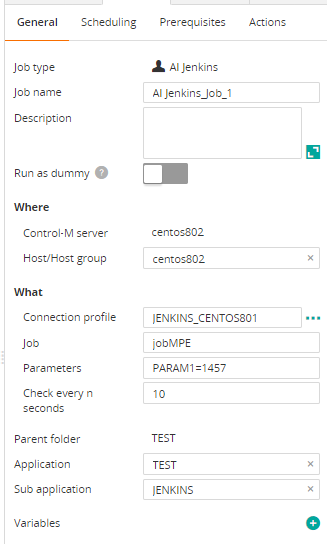 General Scheduling Prerequisites Actions
Job type AI Jenkins
Job name AI Jenkins_Job_1
Description
Run as dummy ?
Where
Control-M server centos802
Host/Host group centos802 ×
What
Connection profile JENKINS_CENTOS801 ...
Job jobMPE
Parameters PARAM1=1457
Check every n
seconds 10
Parent folder TEST
Application TEST ×
Sub application JENKINS ×
Variables